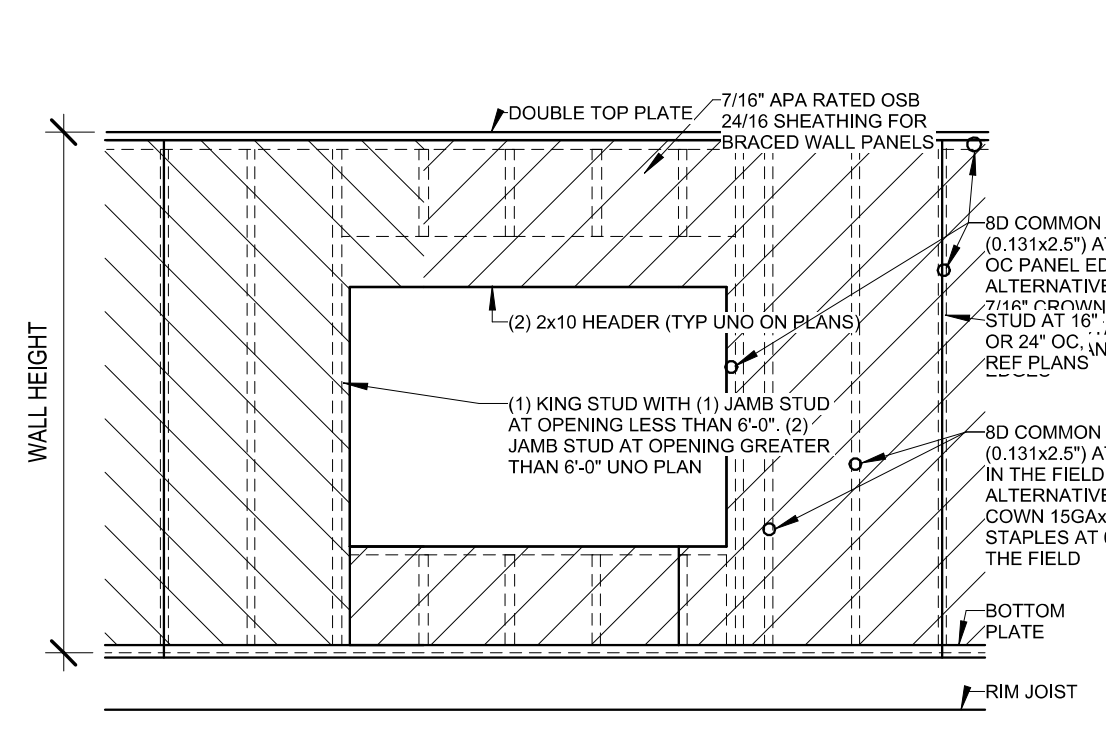 DOUBLE TOP PLATE
7/16" APA RATED OSB
24/16 SHEATHING FOR
BRACED WALL PANELS
8D COMMON
(0.131x2.5")
OC PANEL
7/16" CROWN
STUD AT 16"
OR 24" OC,
REF PLANS
(2) 2x10 HEADER (TYP UNO ON PLANS)
WALL HEIGHT
(1) KING STUD WITH (1) JAMB STUD
AT OPENING LESS THAN 6'-0". (2)
JAMB STUD AT OPENING GREATER
THAN 6'-0" UNO PLAN
8D COMMON
(0.131x2.5")
IN THE FIELD
ALTERNATIVE
COWN 15GAx
STAPLES AT
THE FIELD
BOTTOM
PLATE
RIM JOIST